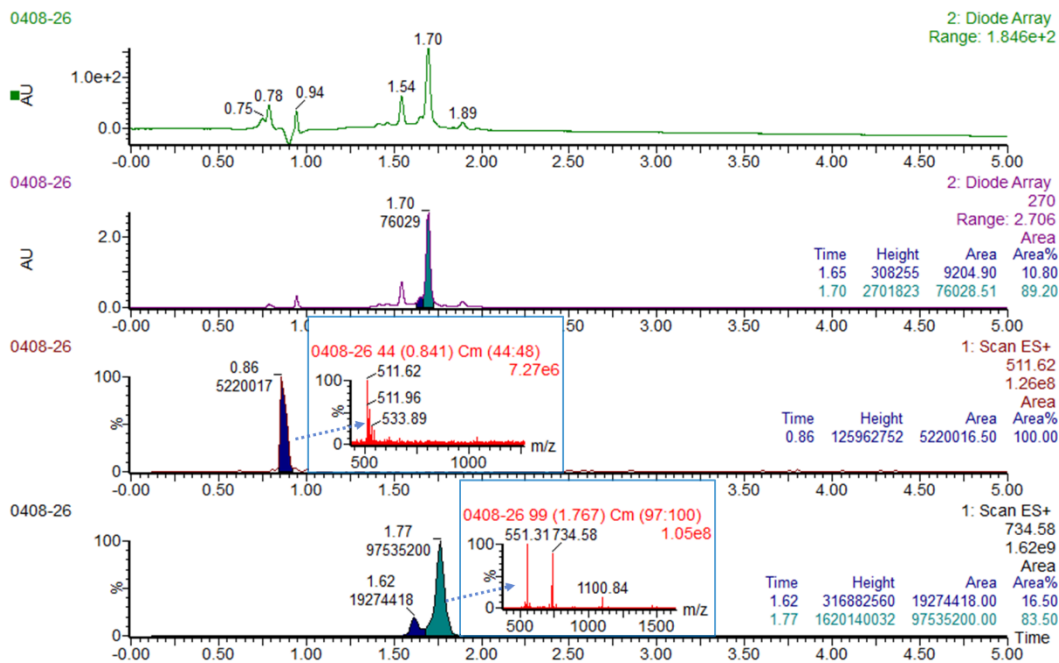 0408-26
2: Diode Array
Range: 1.846e+2
AU
1.0e+2
0.0
0.75
0.78
0.94
1.54
1.70
1.89
-0.00 0.50 1.00 1.50 2.00 2.50 3.00 3.50 4.00 4.50 5.00
0408-26
2: Diode Array
270
Range: 2.706
Area
AU
2.0
0.0
1.70
76029
Time Height Area Area%
1.65 308255 9204.90 10.80
1.70 2701823 76028.51 89.20
-0.00 0.50 1.0 2.50 3.00 3.50 4.00 4.50 5.00
0408-26
1: Scan ES+
511.62
1.26e8
Area
%
100
0
0.86
5220017
0408-26 44 (0.841) Cm (44:48)
7.27e6
%
100
0
511.62
511.96
533.89
500 1000 m/z
Time Height Area Area%
0.86 125962752 5220016.50 100.00
-0.00 0.50 1.00 1.50 2.00 2.50 3.00 3.50 4.00 4.50 5.00
0408-26
1: Scan ES+
734.58
1.62e9
Area
%
100
0
1.62
19274418
1.77
97535200
0408-26 99 (1.767) Cm (97:100)
1.05e8
%
100
0
551.31 734.58
1100.84
500 1000 1500 m/z
Time Height Area Area%
1.62 316882560 19274418.00 16.50
1.77 1620140032 97535200.00 83.50
Time
-0.00 0.50 1.00 1.50 2.00 2.50 3.00 3.50 4.00 4.50 5.00